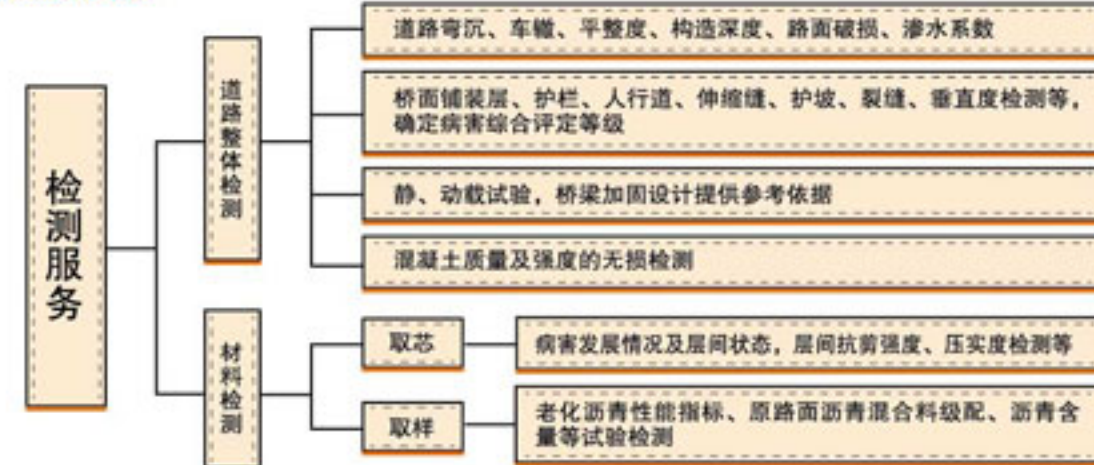 检测服务
道路整体检测
道路弯沉、车辙、平整度、构造深度、路面破损、渗水系数
桥面铺装层、护栏、人行道、伸缩缝、护坡、裂缝、垂直度检测等，
确定病害综合评定等级
静、动载试验，桥梁加固设计提供参考依据
混凝土质量及强度的无损检测
材料检测
取芯
病害发展情况及层间状态，层间抗剪强度、压实度检测等
取样
老化沥青性能指标、原路面沥青混合料级配、沥青含
量等试验检测